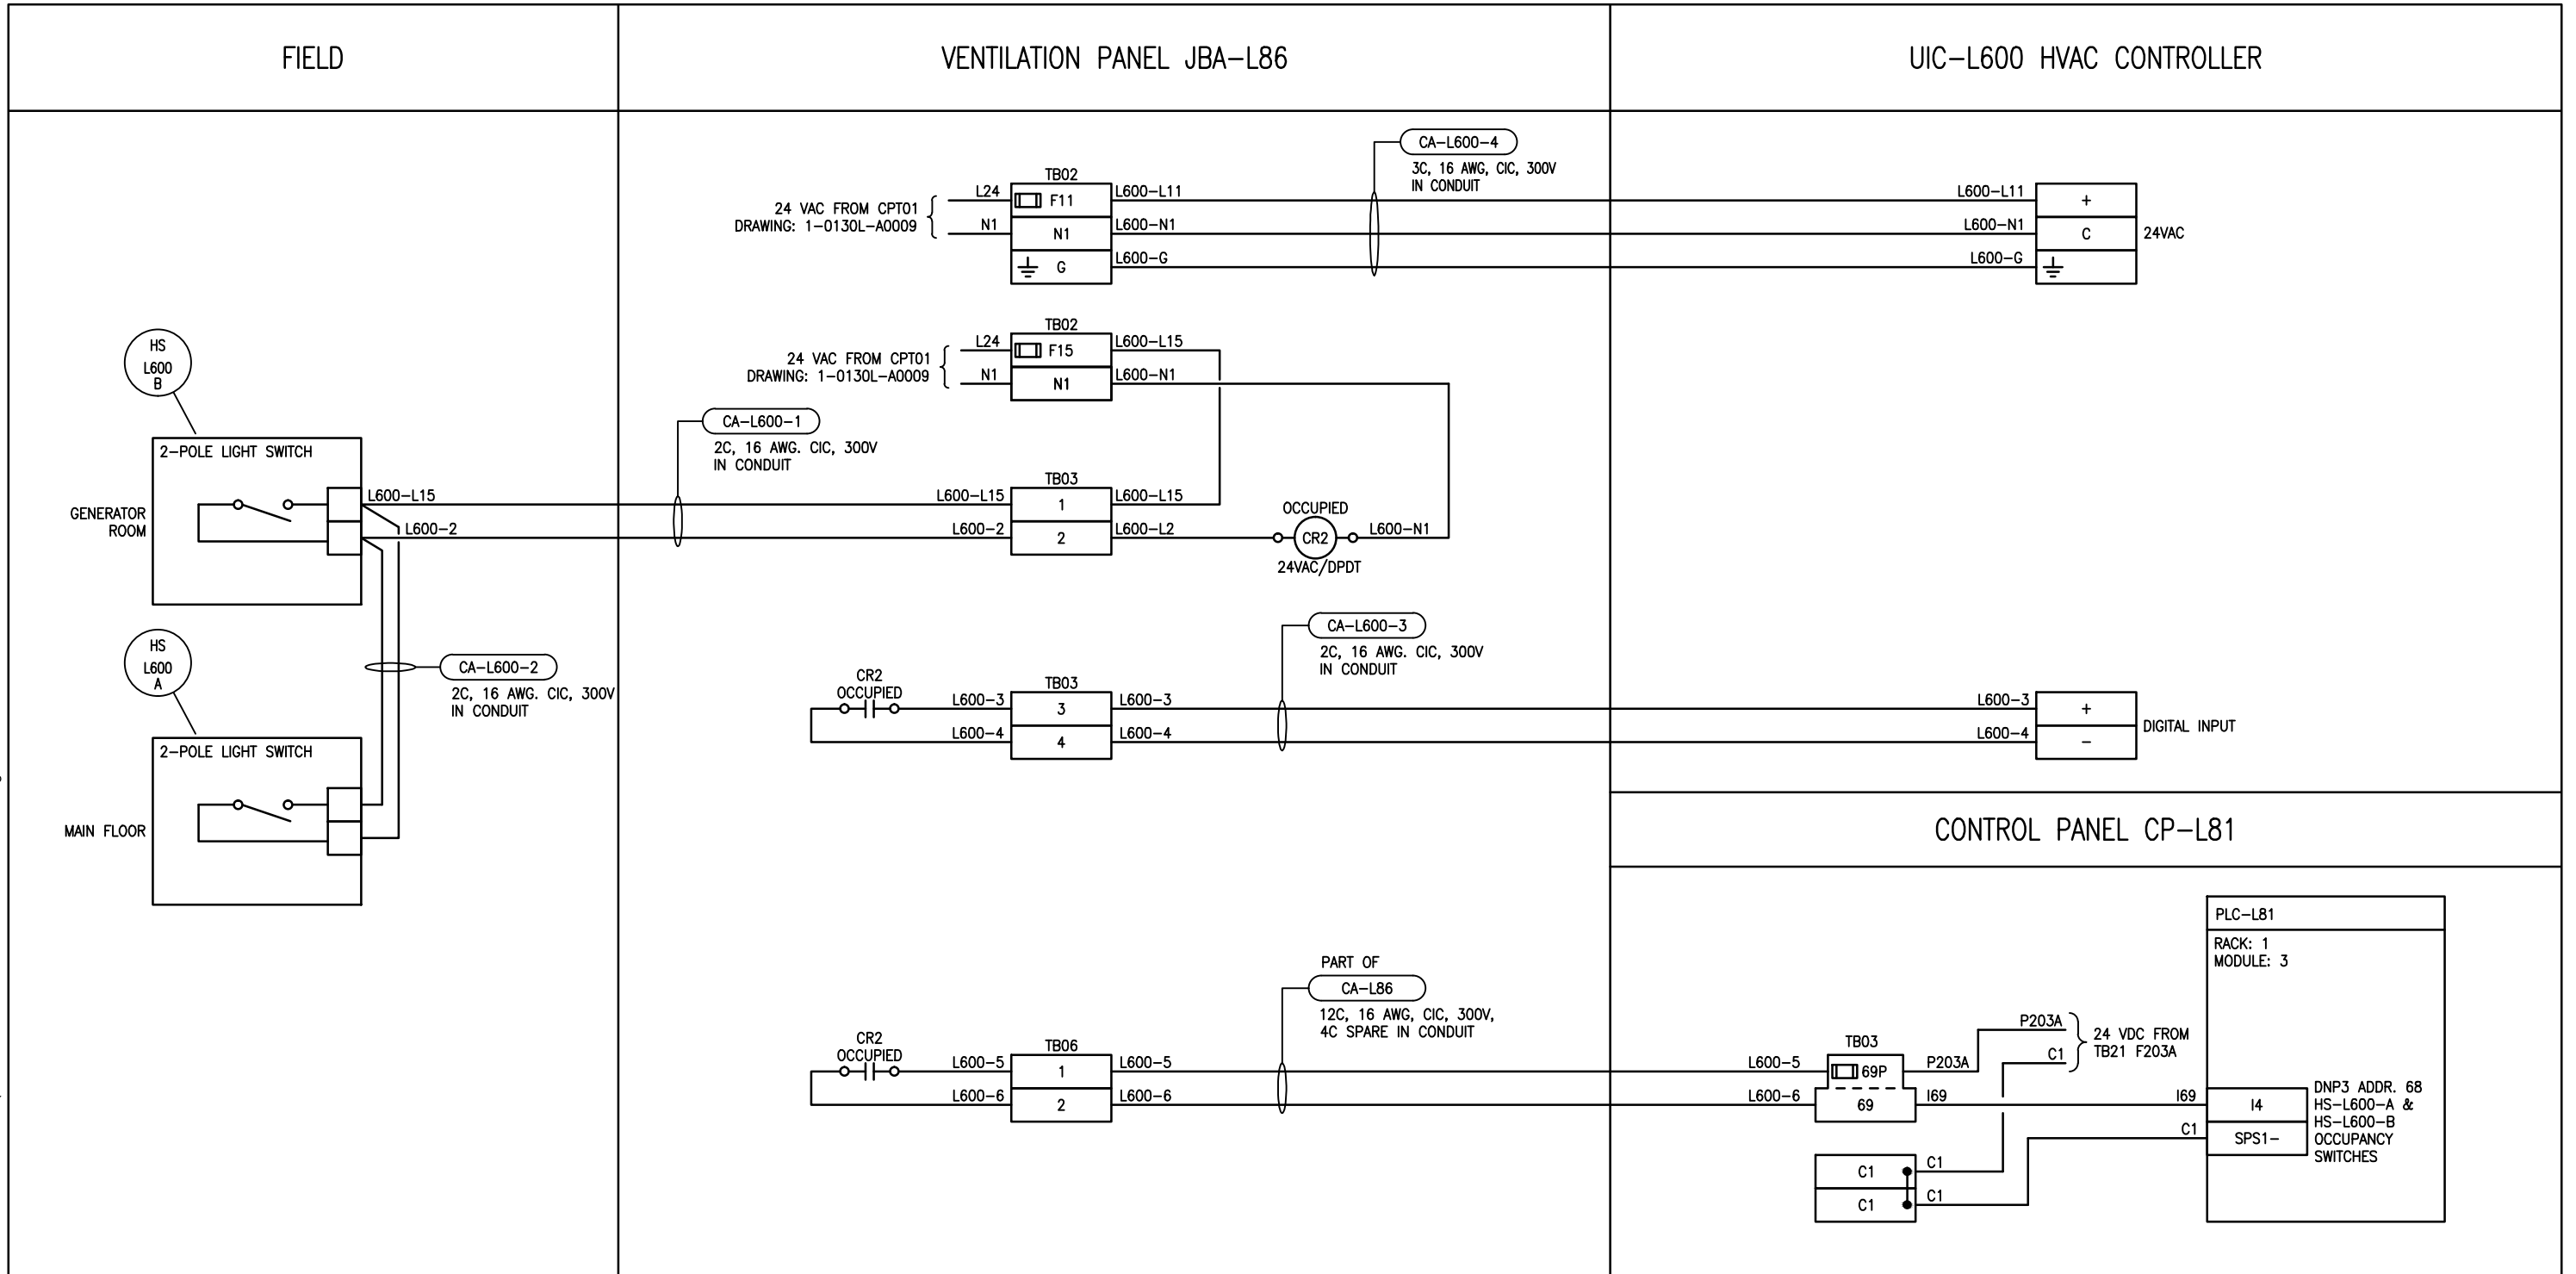 FIELD
VENTILATION PANEL JBA-L86
UIC-L600 HVAC CONTROLLER
CA-L600-4
3C, 16 AWG, CIC, 300V
IN CONDUIT
TB02
24 VAC FROM CPT01
DRAWING: 1-0130L-A0009
L24
F11
L600-L11
L600-L11
+
N1
N1
L600-N1
L600-N1
C
24VAC
G
L600-G
L600-G
TB02
24 VAC FROM CPT01
DRAWING: 1-0130L-A0009
L24
F15
L600-L15
N1
N1
L600-N1
HS
L600
B
2-POLE LIGHT SWITCH
GENERATOR
ROOM
L600-L15
L600-2
CA-L600-1
2C, 16 AWG. CIC, 300V
IN CONDUIT
TB03
L600-L15
1
L600-L15
L600-2
2
L600-L2
OCCUPIED
CR2
L600-N1
24VAC/DPDT
HS
L600
A
2-POLE LIGHT SWITCH
MAIN FLOOR
CA-L600-2
2C, 16 AWG. CIC, 300V
IN CONDUIT
CA-L600-3
2C, 16 AWG. CIC, 300V
IN CONDUIT
CR2
OCCUPIED
TB03
L600-3
3
L600-3
L600-3
+
L600-4
4
L600-4
L600-4
-
DIGITAL INPUT
CONTROL PANEL CP-L81
PART OF
CA-L86
12C, 16 AWG, CIC, 300V,
4C SPARE IN CONDUIT
CR2
OCCUPIED
TB06
L600-5
1
L600-5
L600-6
2
L600-6
TB03
L600-5
69P
P203A
L600-6
69
I69
P203A
C1
24 VDC FROM
TB21 F203A
C1
C1
C1
C1
PLC-L81
RACK: 1
MODULE: 3
I69
I4
C1
SPS1-
DNP3 ADDR. 68
HS-L600-A &
HS-L600-B
OCCUPANCY
SWITCHES